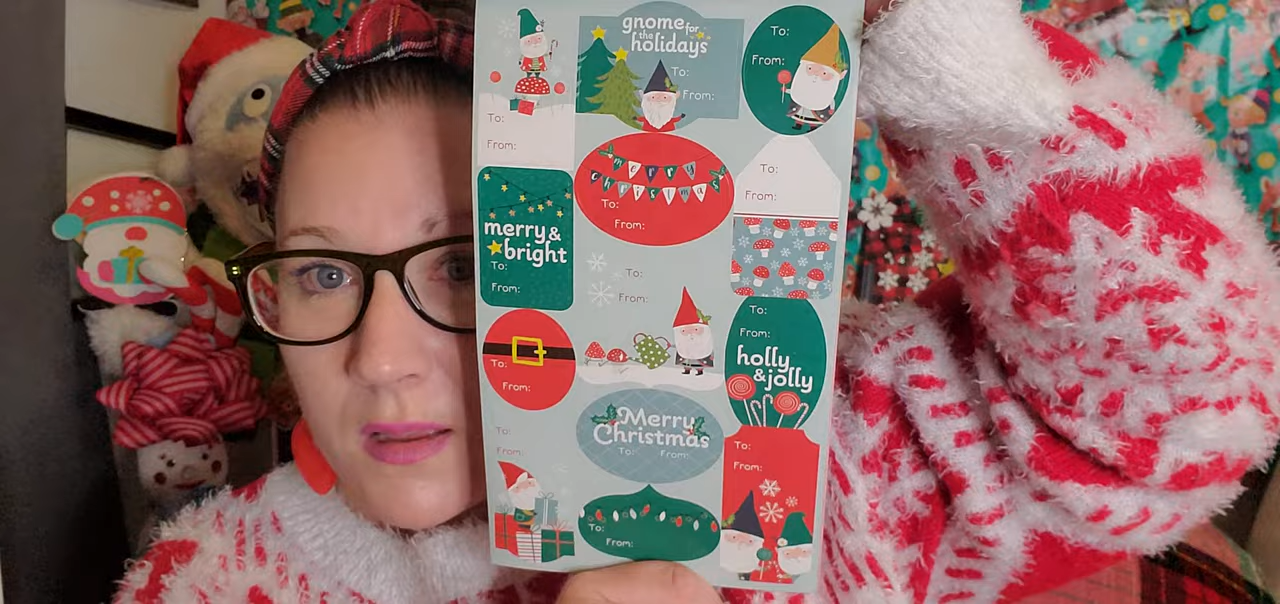 To:
From:
gnome for
the
holidays
To:
From:
To:
From:
merry &
bright
To:
From:
merry
christmas
To:
From:
To:
From:
To:
From:
To:
From:
To:
From:
holly
& jolly
To:
From:
Merry
Christmas
To: From:
To:
From:
To:
From:
To:
From: